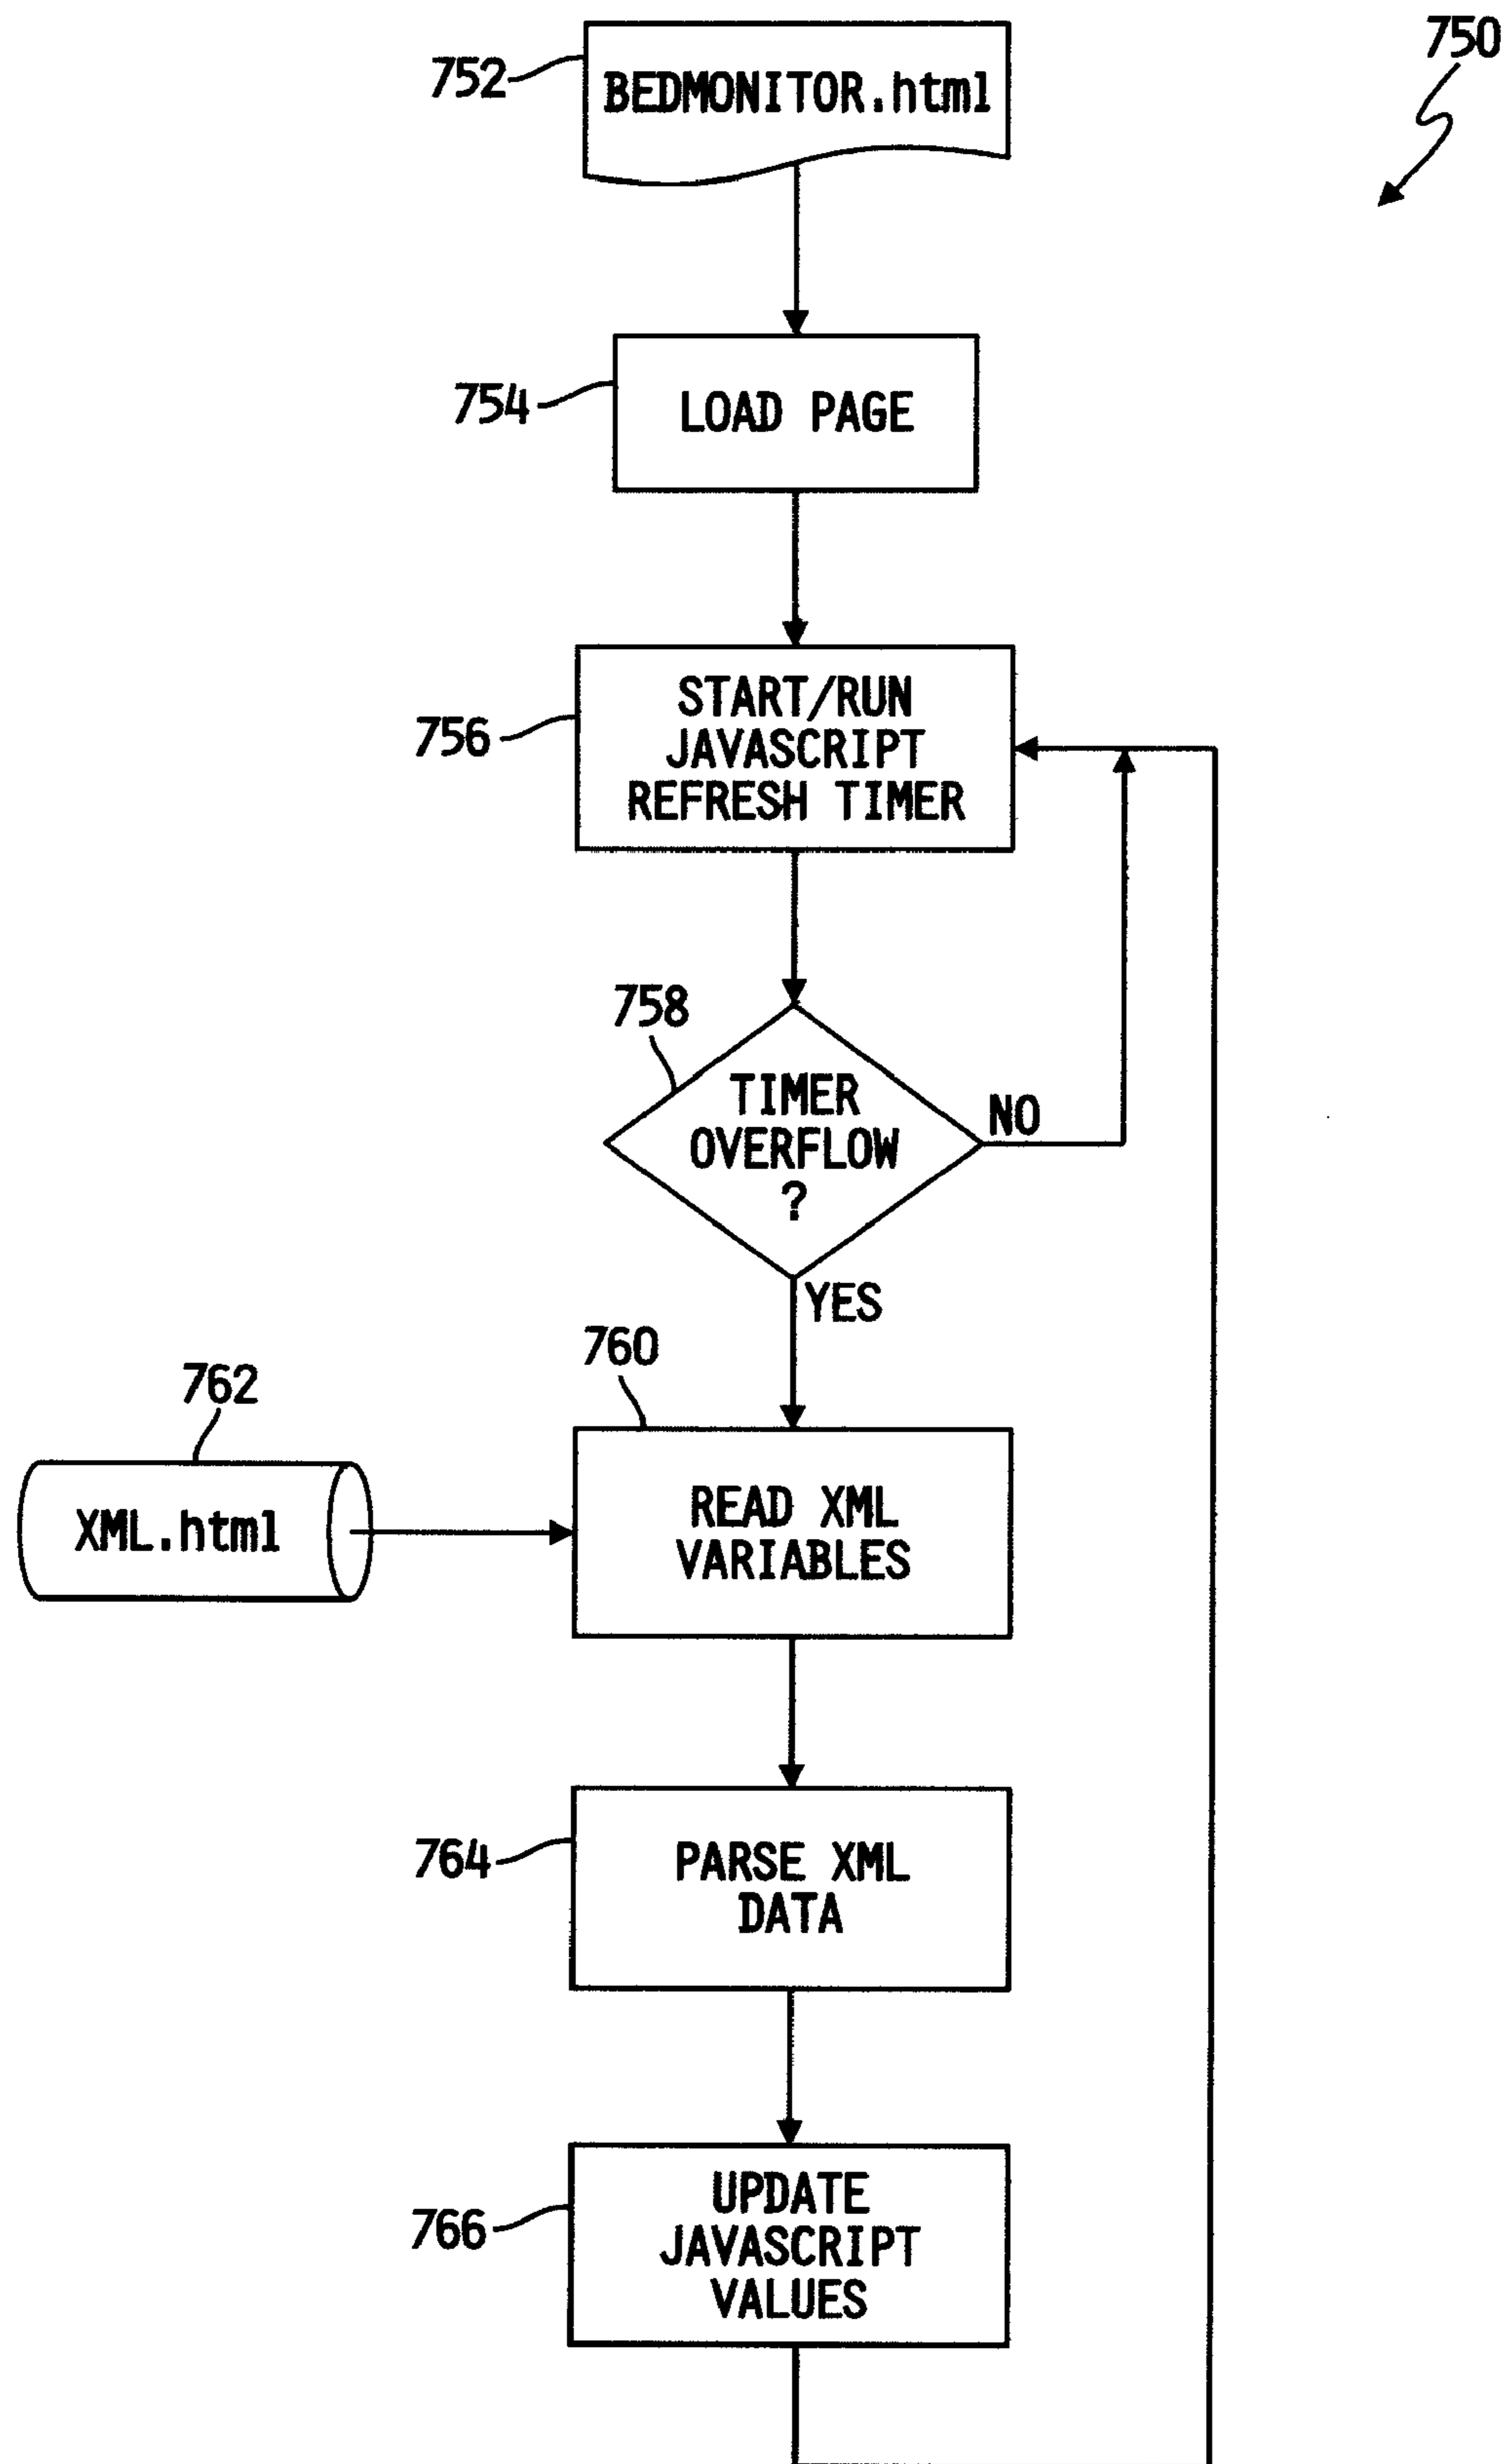 750
752
BEDMONITOR.html
754
LOAD PAGE
756
START/RUN
JAVASCRIPT
REFRESH TIMER
758
TIMER
OVERFLOW
?
NO
YES
760
762
XML.html
READ XML
VARIABLES
764
PARSE XML
DATA
766
UPDATE
JAVASCRIPT
VALUES